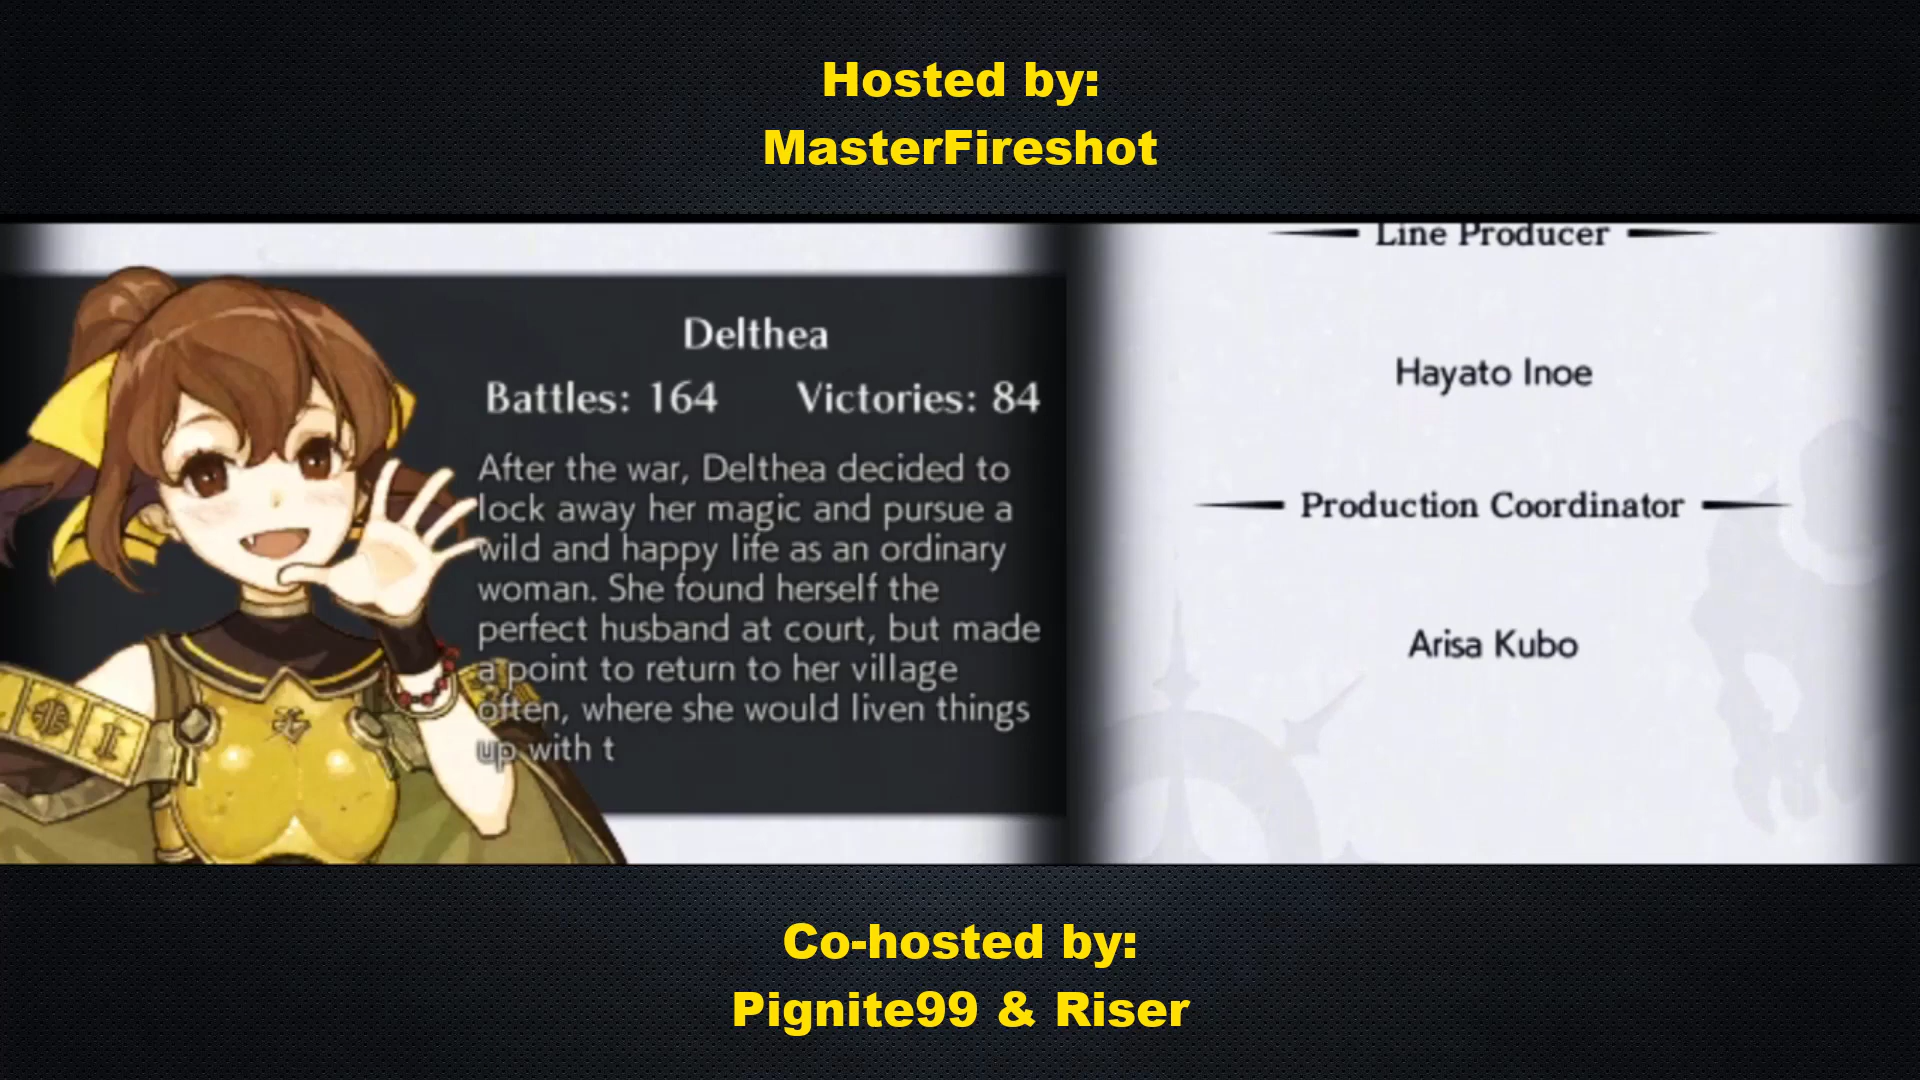 Hosted by:
MasterFireshot
Delthea
Battles: 164 Victories: 84
After the war, Delthea decided to
lock away her magic and pursue a
wild and happy life as an ordinary
woman. She found herself the
perfect husband at court, but made
a point to return to her village
often, where she would liven things
up with t
Line Producer
Hayato Inoe
Production Coordinator
Arisa Kubo
Co-hosted by:
Pignite99 & Riser